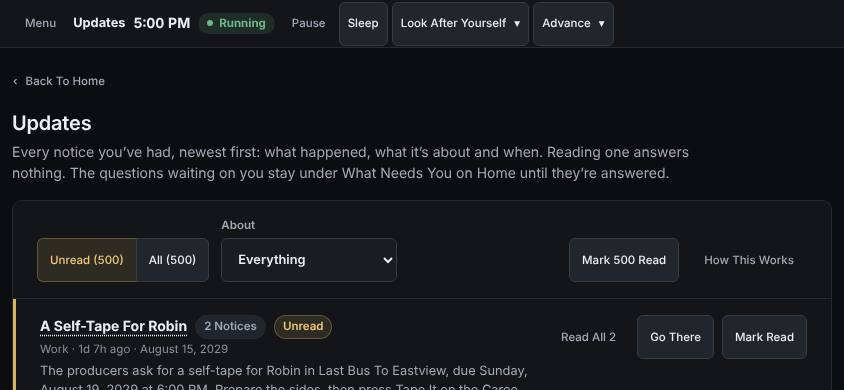 Menu Updates 5:00 PM Running Pause Sleep Look After Yourself ▾ Advance ▾
‹ Back To Home
Updates
Every notice you’ve had, newest first: what happened, what it’s about and when. Reading one answers
nothing. The questions waiting on you stay under What Needs You on Home until they’re answered.
About
Unread (500) All (500) Everything Mark 500 Read How This Works
A Self-Tape For Robin 2 Notices Unread Read All 2 Go There Mark Read
Work · 1d 7h ago · August 15, 2029
The producers ask for a self-tape for Robin in Last Bus To Eastview, due Sunday,
August 19, 2029 at 6:00 PM. Prepare the sides, then press Tape It on the Caree